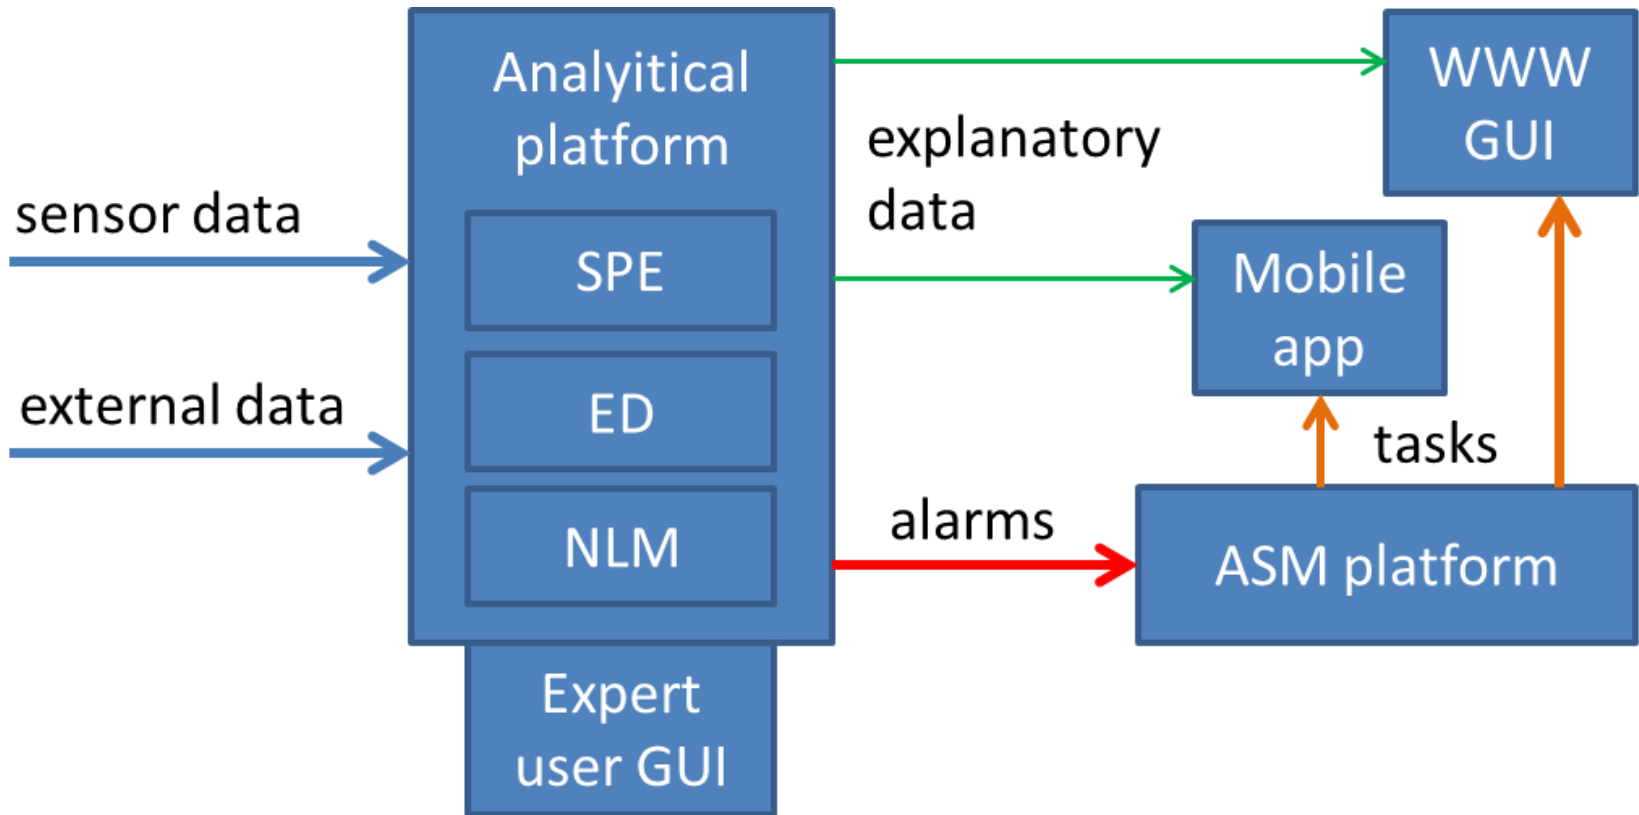 sensor data
external data
Analyitical
platform
SPE
ED
NLM
Expert
user GUI
explanatory
data
alarms
WWW
GUI
Mobile
app
tasks
ASM platform